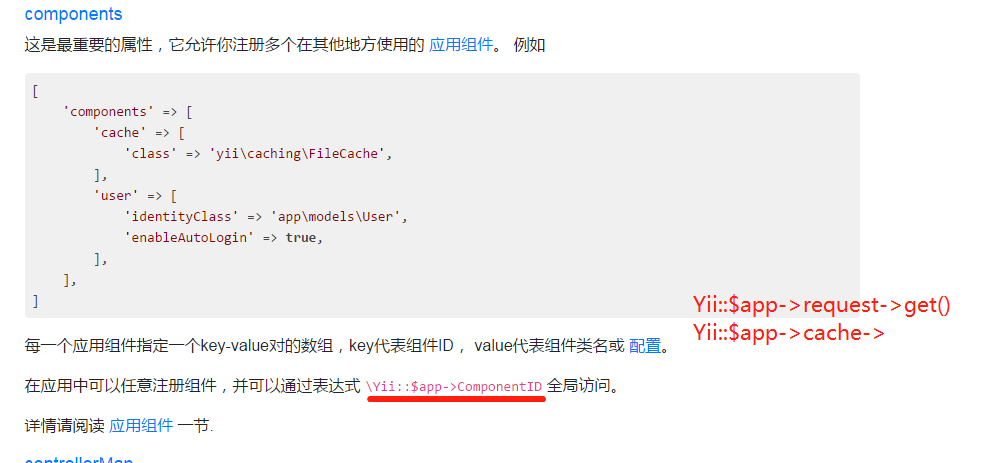 components
这是最重要的属性，它允许你注册多个在其他地方使用的 应用组件。 例如
[
'components' => [
'cache' => [
'class' => 'yii\caching\FileCache',
],
'user' => [
'identityClass' => 'app\models\User',
'enableAutoLogin' => true,
],
],
]
Yii::$app->request->get()
Yii::$app->cache->
每一个应用组件指定一个key-value对的数组，key代表组件ID， value代表组件类名或 配置。
在应用中可以任意注册组件，并可以通过表达式 \Yii::$app->ComponentID 全局访问。
详情请阅读 应用组件 一节.
controllerMap